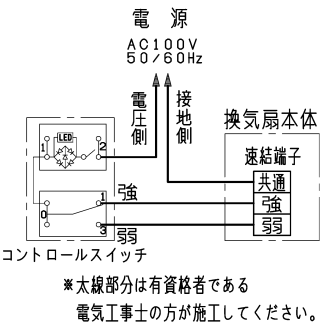 電 源
AC100V
50/60Hz
電圧側
接地側
換気扇本体
速結端子
共通
強
弱
LED
1
2
0
1
3
強
弱
コントロールスイッチ
※太線部分は有資格者である
電気工事士の方が施工してください。